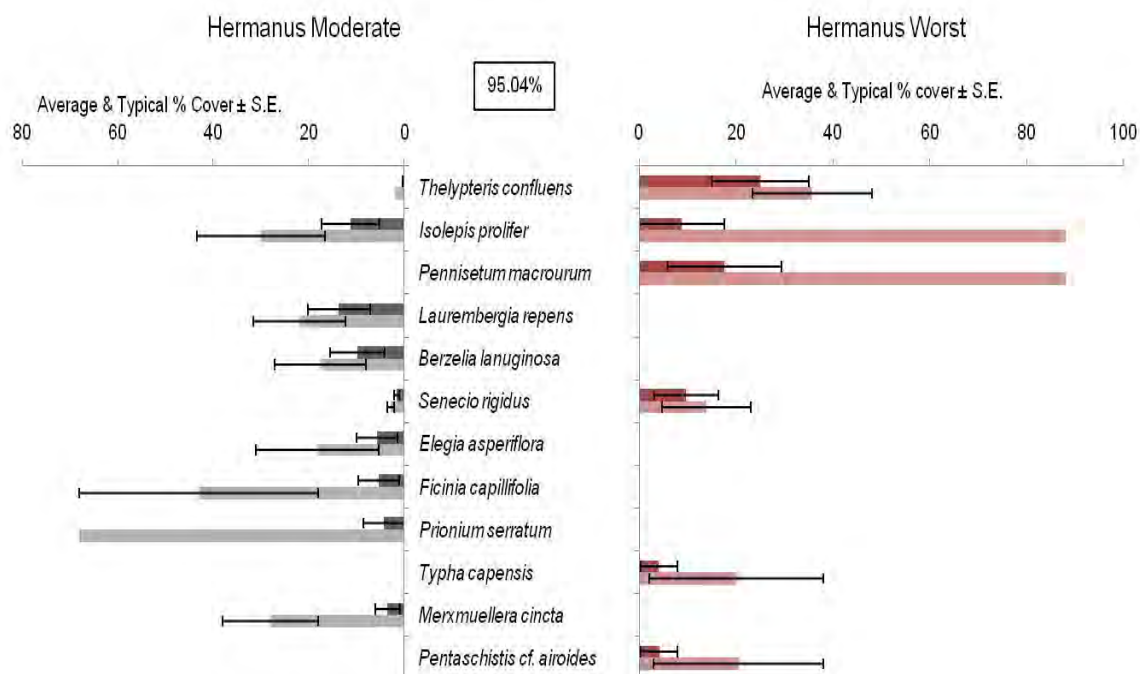 Hermanus Moderate
Hermanus Worst
95.04%
Average & Typical % Cover ± S.E.
Average & Typical % cover ± S.E.
80 60 40 20 0
0 20 40 60 80 100
Thelypteris confluens
Isolepis prolifer
Pennisetum macrourum
Laurembergia repens
Berzelia lanuginosa
Senecio rigidus
Elegia asperiflora
Ficinia capillifolia
Prionium serratum
Typha capensis
Merxmuellera cincta
Pentaschistis cf. airoides